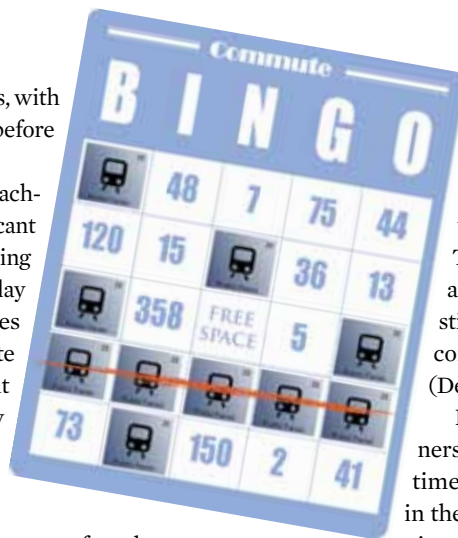 s, with
before
ach-
cant
ing
lay
es
te
Commute
BINGO
48 7 75 44
120 15 36 13
358 FREE SPACE 5
73 150 2 41
T
a
sti
co
(De
ners
time
in the